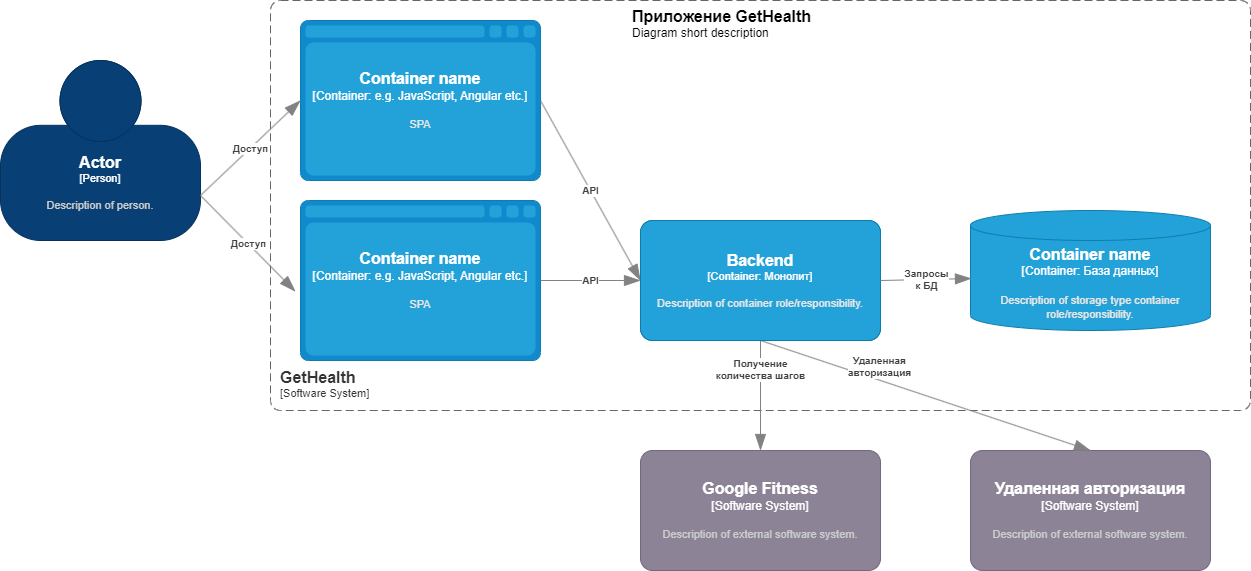 Приложение GetHealth
Diagram short description
Container name
[Container: e.g. JavaScript, Angular etc.]
SPA
Actor
[Person]
Description of person.
Доступ
Доступ
Container name
[Container: e.g. JavaScript, Angular etc.]
SPA
API
API
Backend
[Container: Монолит]
Description of container role/responsibility.
Запросы
к БД
Container name
[Container: База данных]
Description of storage type container
role/responsibility.
GetHealth
[Software System]
Получение
количества шагов
Удаленная
авторизация
Google Fitness
[Software System]
Description of external software system.
Удаленная авторизация
[Software System]
Description of external software system.